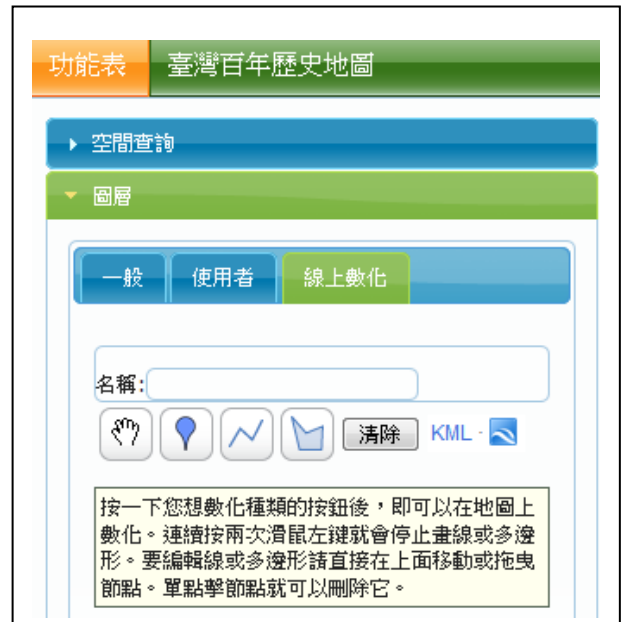 功能表 臺灣百年歷史地圖
空間查詢
圖層
一般 使用者 線上數化
名稱:
清除 KML -
按一下您想數化種類的按鈕後，即可以在地圖上
數化。連續按兩次滑鼠左鍵就會停止畫線或多邊
形。要編輯線或多邊形請直接在上面移動或拖曳
節點。單點擊節點就可以刪除它。